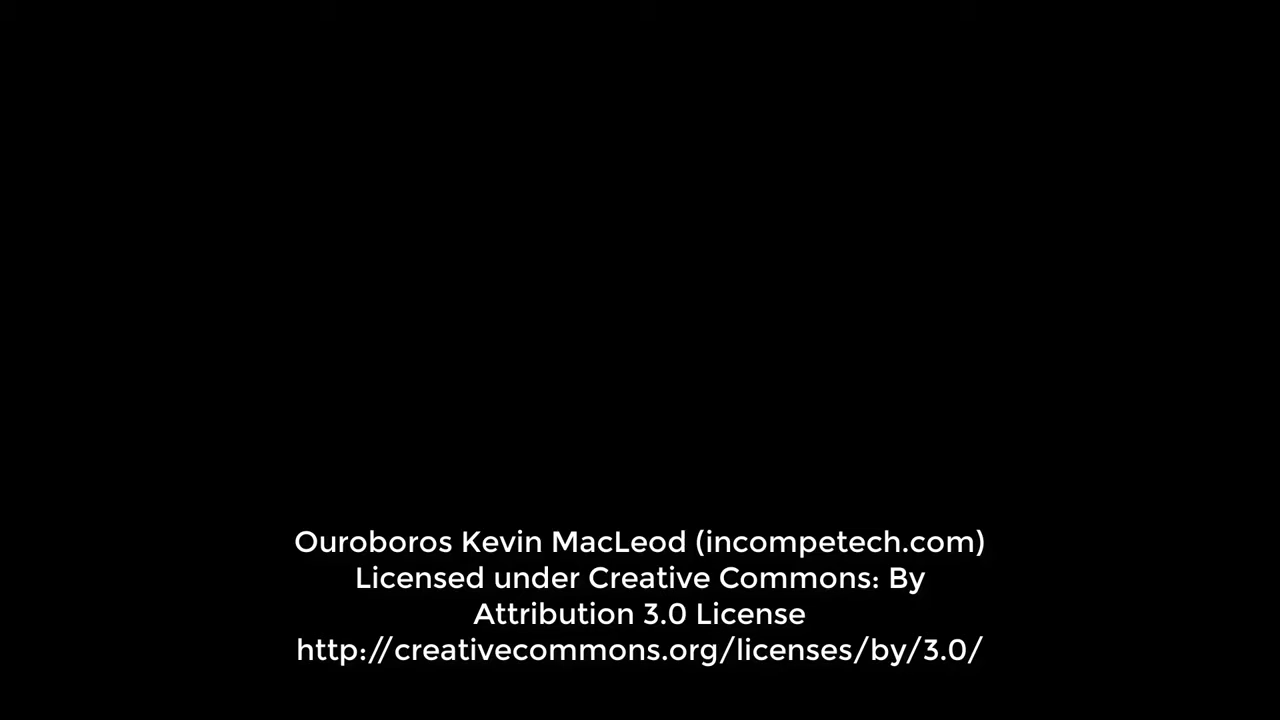 Ouroboros Kevin MacLeod (incompetech.com)
Licensed under Creative Commons: By
Attribution 3.0 License
http://creativecommons.org/licenses/by/3.0/